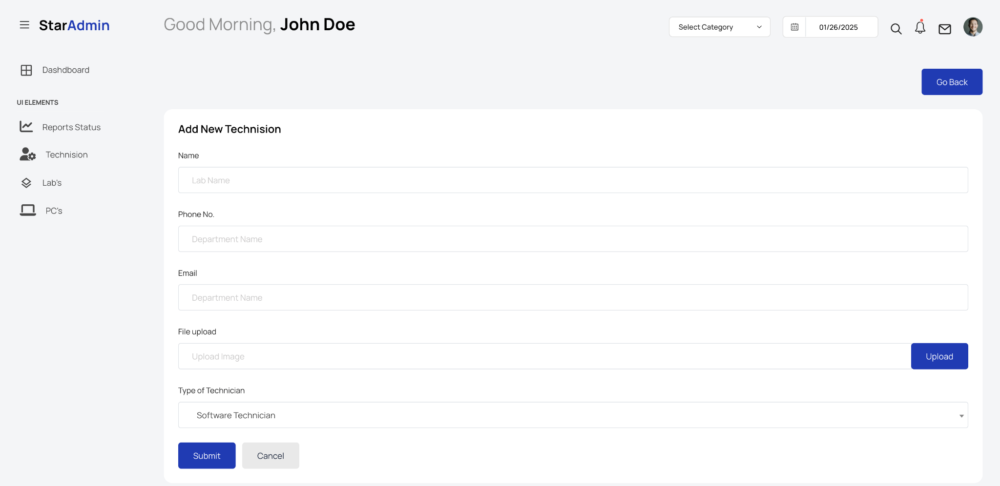 StarAdmin
Good Morning, John Doe
Select Category
01/26/2025
Dashdboard
Go Back
UI ELEMENTS
Reports Status
Technision
Lab's
PC's
Add New Technision
Name
Lab Name
Phone No.
Department Name
Email
Department Name
File upload
Upload Image
Upload
Type of Technician
Software Technician
Submit
Cancel